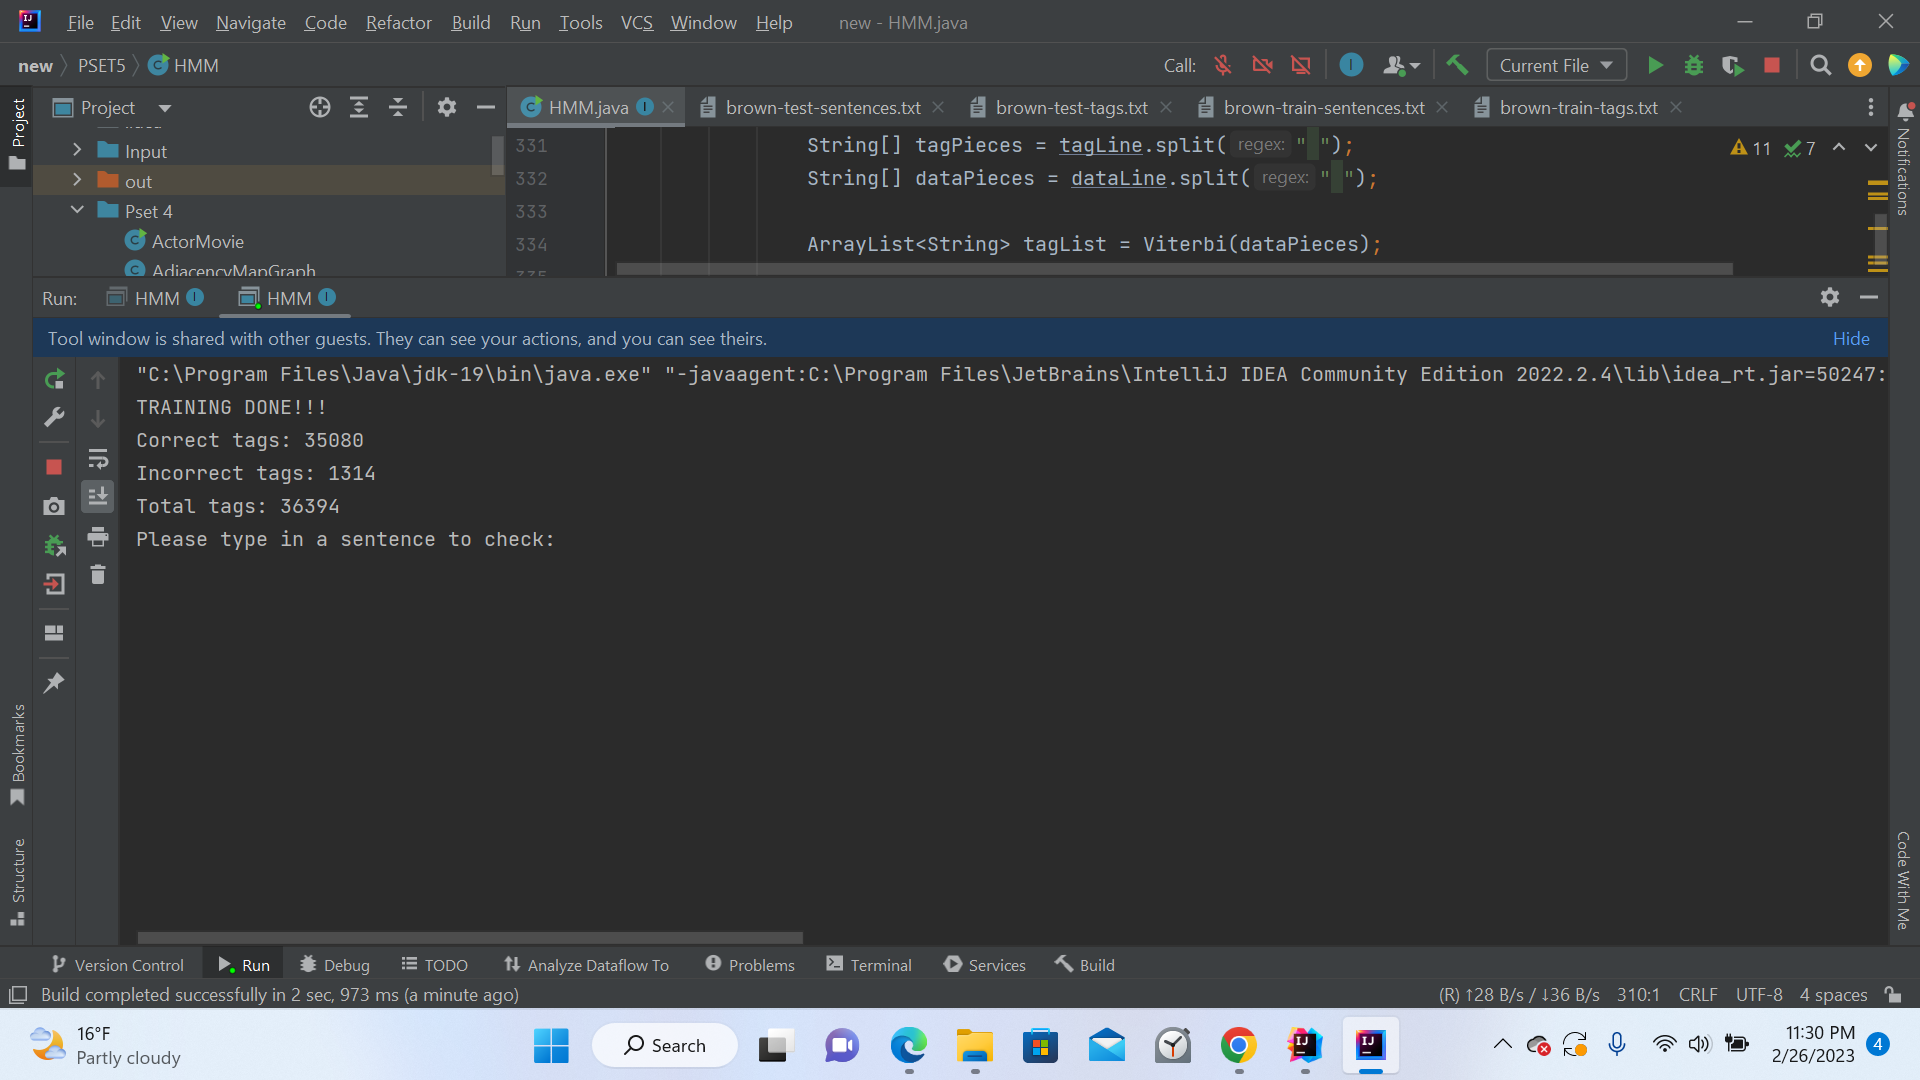 File Edit View Navigate Code Refactor Build Run Tools VCS Window Help new - HMM.java
new PSET5 HMM Call: Current File
Project HMM.java brown-test-sentences.txt brown-test-tags.txt brown-train-sentences.txt brown-train-tags.txt
Project
Input
out
Pset 4
ActorMovie
AdjacencyMapGraph
331 String[] tagPieces = tagLine.split( regex: " ");
332 String[] dataPieces = dataLine.split( regex: " ");
333
334 ArrayList<String> tagList = Viterbi(dataPieces);
335
11 7
Notifications
Run: HMM HMM
Tool window is shared with other guests. They can see your actions, and you can see theirs. Hide
"C:\Program Files\Java\jdk-19\bin\java.exe" "-javaagent:C:\Program Files\JetBrains\IntelliJ IDEA Community Edition 2022.2.4\lib\idea_rt.jar=50247:
TRAINING DONE!!!
Correct tags: 35080
Incorrect tags: 1314
Total tags: 36394
Please type in a sentence to check:
Bookmarks
Structure
Code With Me
Version Control Run Debug TODO Analyze Dataflow To Problems Terminal Services Build
Build completed successfully in 2 sec, 973 ms (a minute ago) (R) ↑28 B/s / ↓36 B/s 310:1 CRLF UTF-8 4 spaces
16°F
Partly cloudy
Search
11:30 PM
2/26/2023
4